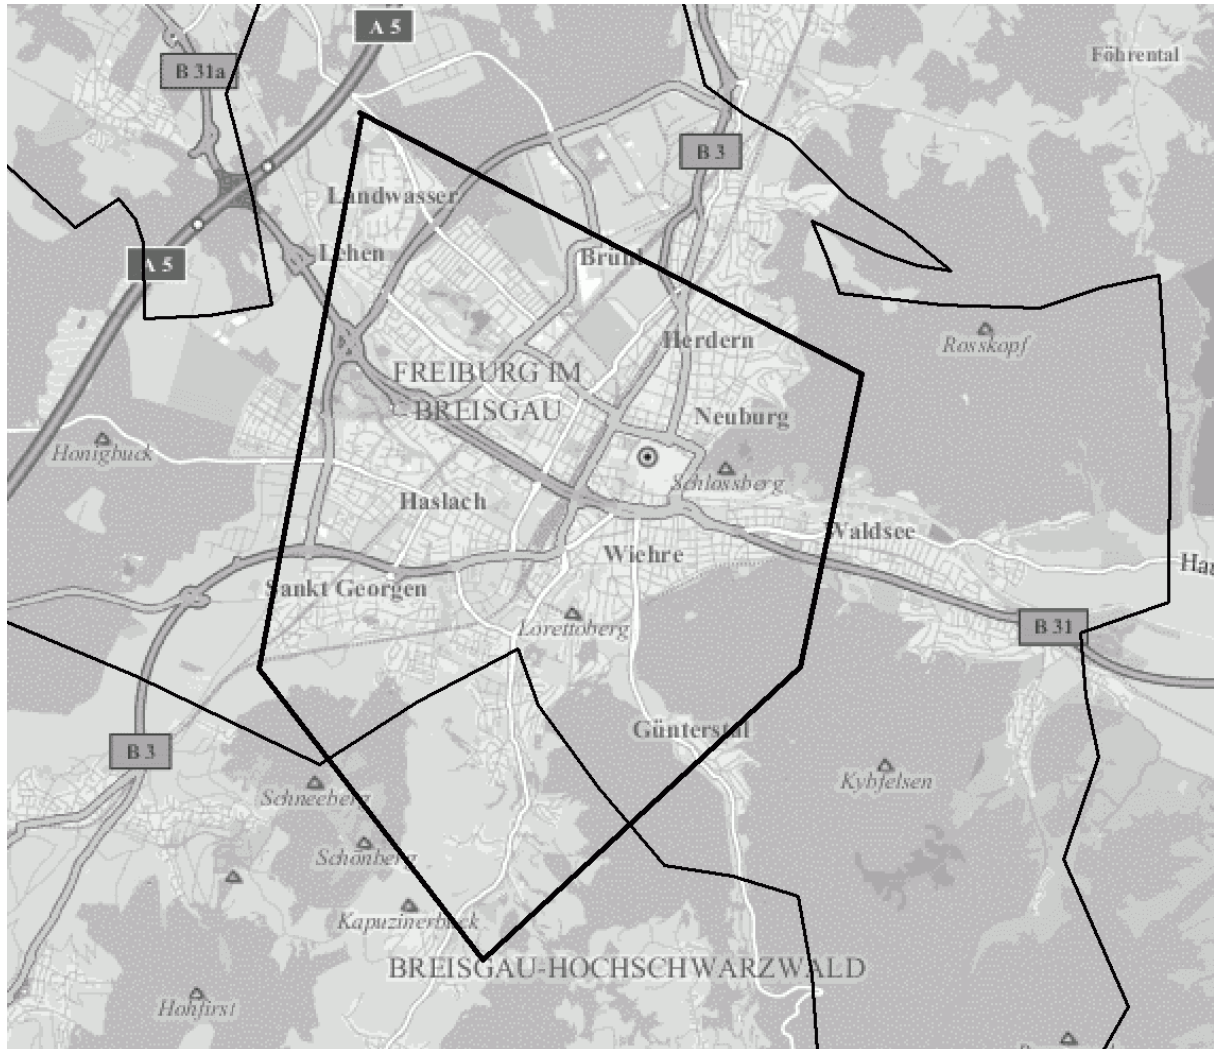 A 5
Föhrental
B 31a
B 3
Landwasser
Lehen
Brühl
A 5
Herdern
Rosskopf
FREIBURG IM
BREISGAU
Neuburg
Honigbuck
Schlossberg
Haslach
Waldsee
Wiehre
Hau
Sankt Georgen
Lorettoberg
B 31
Günterstal
B 3
Kybfelsen
Schneeberg
Schönberg
Kapuzinerbuck
BREISGAU-HOCHSCHWARZWALD
Hohfirst